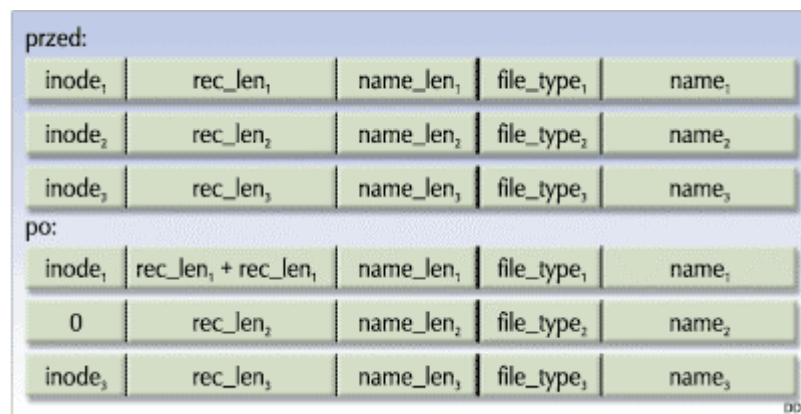 przed:
inode₁ rec_len₁ name_len₁ file_type₁ name₁
inode₂ rec_len₂ name_len₂ file_type₂ name₂
inode₃ rec_len₃ name_len₃ file_type₃ name₃
po:
inode₁ rec_len₁ + rec_len₁ name_len₁ file_type₁ name₁
0 rec_len₂ name_len₂ file_type₂ name₂
inode₃ rec_len₃ name_len₃ file_type₃ name₃